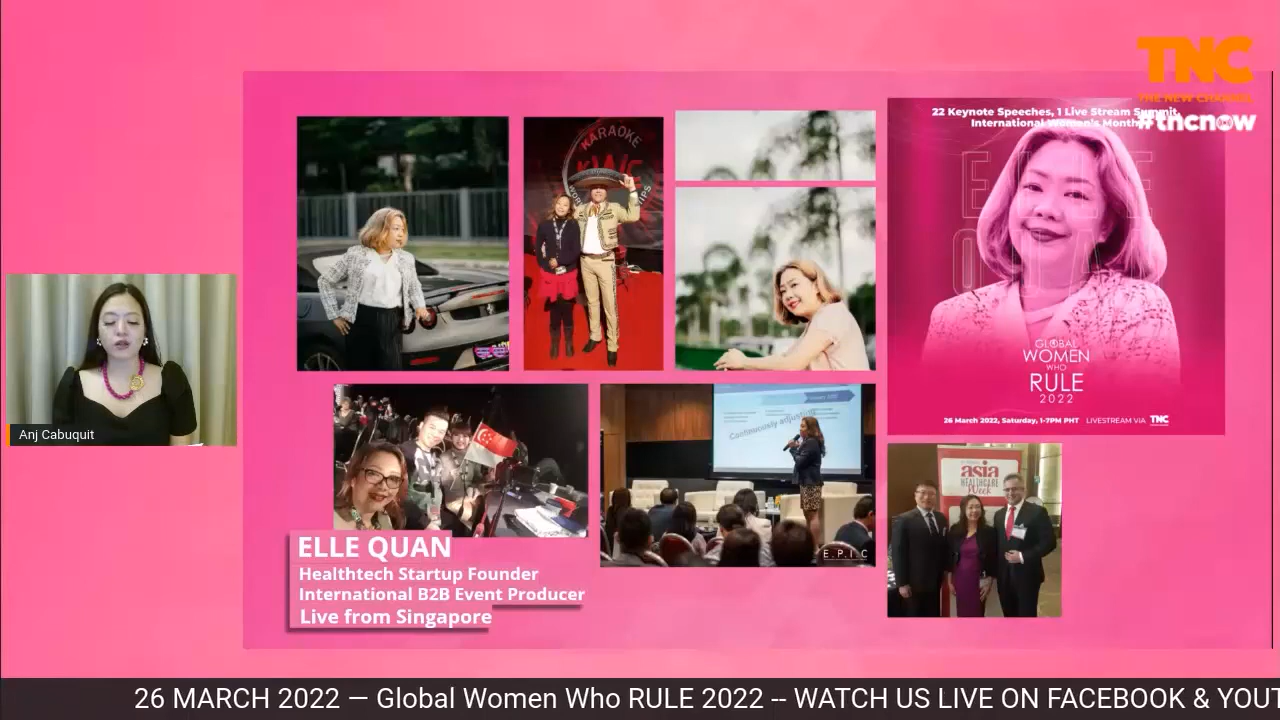 TNC
THE NEW CHANNEL
#tncnow
22 Keynote Speeches, 1 Live Stream Summit,
International Women's Month
ELLE
QUAN
GLOBAL
WOMEN
WHO
RULE
2022
26 March 2022, Saturday, 1-7PM PHT LIVESTREAM VIA TNC
KARAOKE
KWC
Continuously adjusting
E.P.I.C
asia
HEALTHCARE
Week
Anj Cabuquit
ELLE QUAN
Healthtech Startup Founder
International B2B Event Producer
Live from Singapore
26 MARCH 2022 — Global Women Who RULE 2022 -- WATCH US LIVE ON FACEBOOK & YOUT